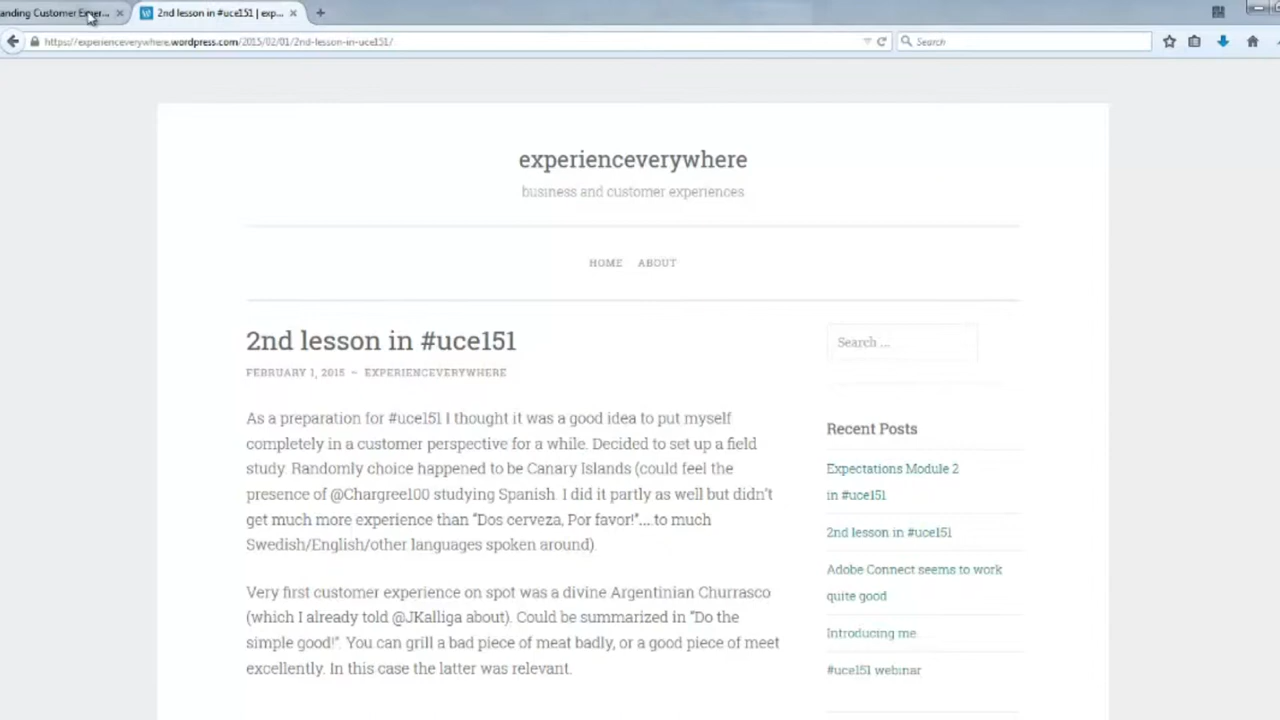 anding Customer Exper...
2nd lesson in #uce151 | exp...
https://experienceverywhere.wordpress.com/2015/02/01/2nd-lesson-in-uce151/
Search
experienceverywhere
business and customer experiences
HOME ABOUT
2nd lesson in #uce151
FEBRUARY 1, 2015 ~ EXPERIENCEVERYWHERE
As a preparation for #uce151 I thought it was a good idea to put myself
completely in a customer perspective for a while. Decided to set up a field
study. Randomly choice happened to be Canary Islands (could feel the
presence of @Chargree100 studying Spanish. I did it partly as well but didn't
get much more experience than "Dos cerveza, Por favor!"....to much
Swedish/English/other languages spoken around).
Very first customer experience on spot was a divine Argentinian Churrasco
(which I already told @JKalliga about). Could be summarized in "Do the
simple good!". You can grill a bad piece of meat badly, or a good piece of meet
excellently. In this case the latter was relevant.
Search ...
Recent Posts
Expectations Module 2
in #uce151
2nd lesson in #uce151
Adobe Connect seems to work
quite good
Introducing me
#uce151 webinar